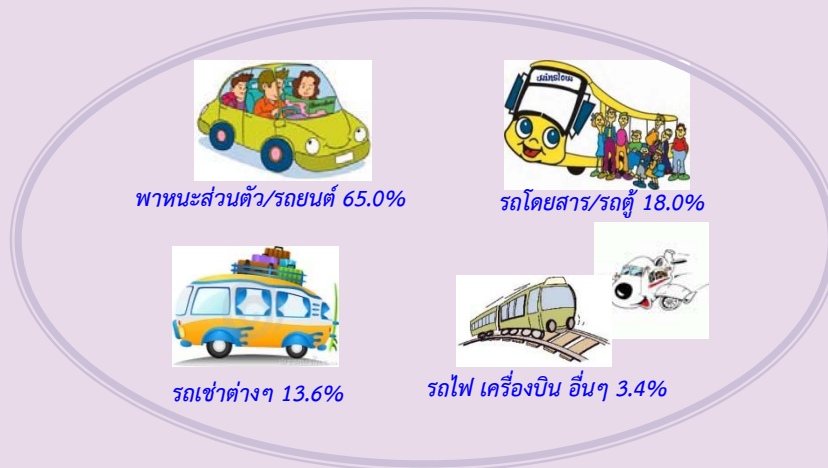 พาหนะส่วนตัว/รถยนต์ 65.0%
รถโดยสาร/รถตู้ 18.0%
รถเช่าต่างๆ 13.6%
รถไฟ เครื่องบิน อื่นๆ 3.4%